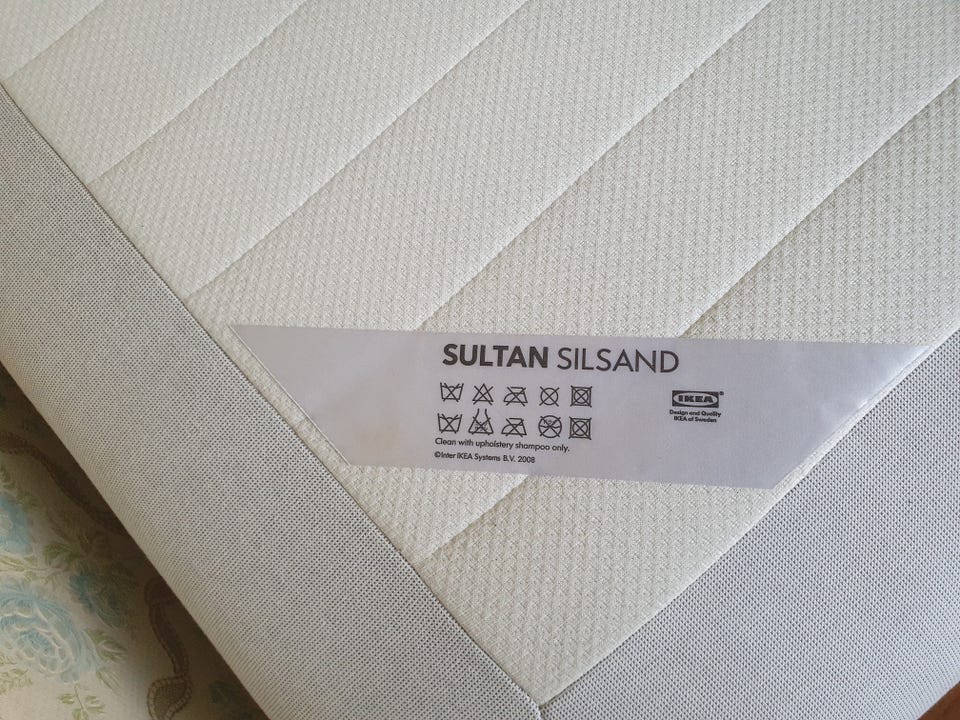 SULTAN SILSAND
IKEA®
Design and Quality
IKEA of Sweden
Clean with upholstery shampoo only.
©Inter IKEA Systems B.V. 2008